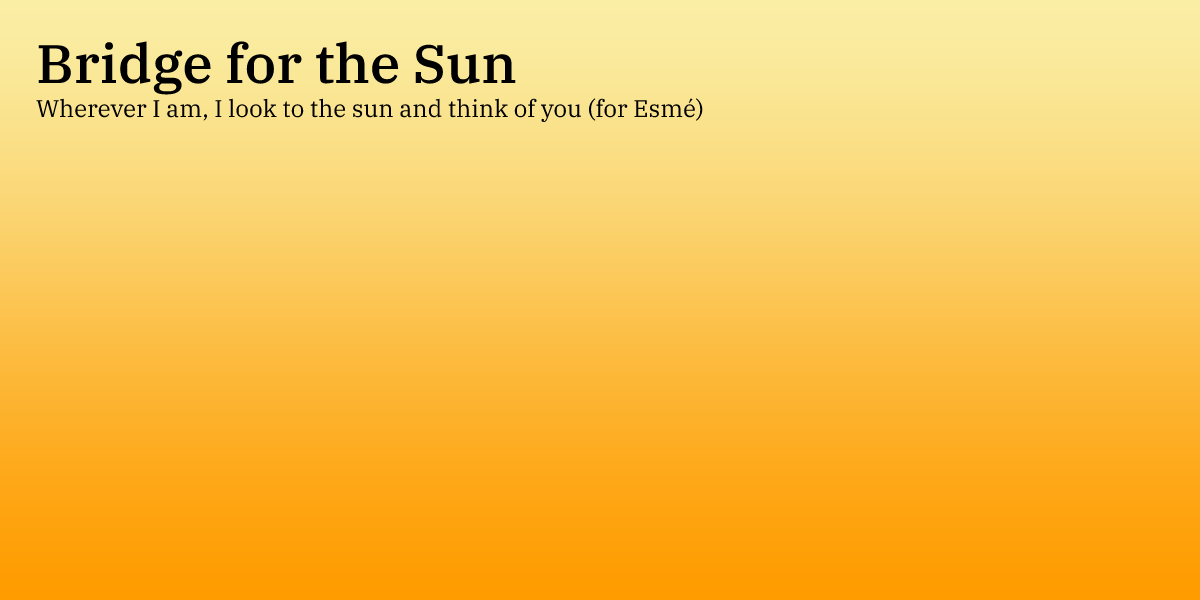 Bridge for the Sun
Wherever I am, I look to the sun and think of you (for Esmé)